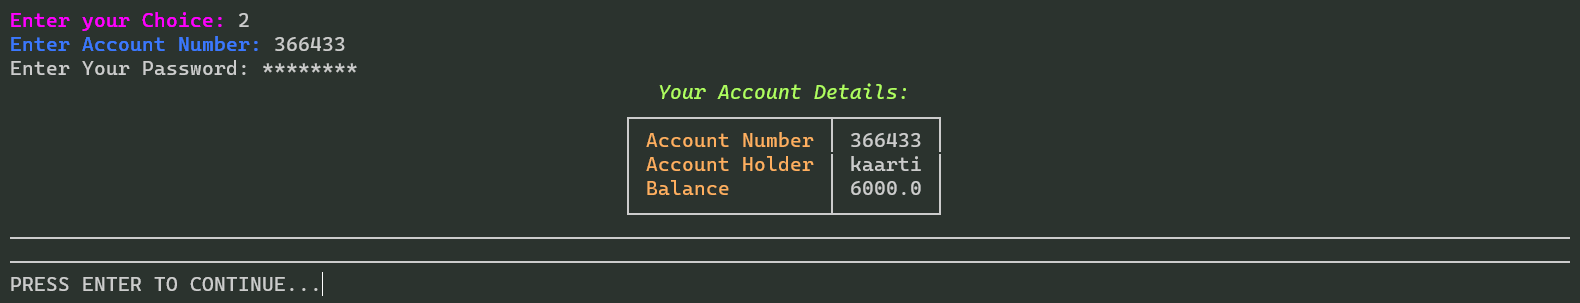 Enter your Choice: 2
Enter Account Number: 366433
Enter Your Password: ********
Your Account Details:
Account Number 366433
Account Holder kaarti
Balance 6000.0
PRESS ENTER TO CONTINUE...